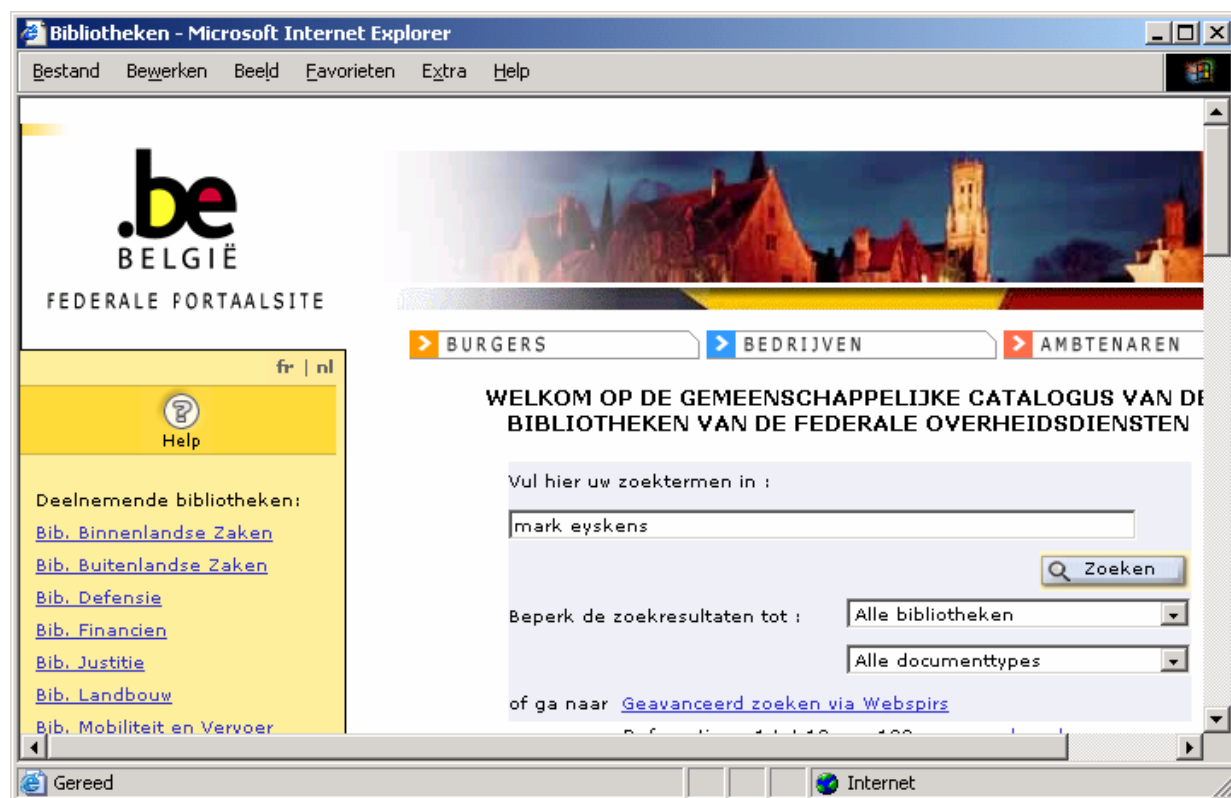 Bibliotheken - Microsoft Internet Explorer
Bestand Bewerken Beeld Favorieten Extra Help
.be
BELGIË
FEDERALE PORTAALSITE
BURGERS BEDRIJVEN AMBTENAREN
fr | nl
Help
Deelnemende bibliotheken:
Bib. Binnenlandse Zaken
Bib. Buitenlandse Zaken
Bib. Defensie
Bib. Financien
Bib. Justitie
Bib. Landbouw
Bib. Mobiliteit en Vervoer
WELKOM OP DE GEMEENSCHAPPELIJKE CATALOGUS VAN DE
BIBLIOTHEKEN VAN DE FEDERALE OVERHEIDSDIENSTEN
Vul hier uw zoektermen in :
mark eyskens
Zoeken
Beperk de zoekresultaten tot : Alle bibliotheken
Alle documenttypes
of ga naar Geavanceerd zoeken via Webspirs
Gereed Internet